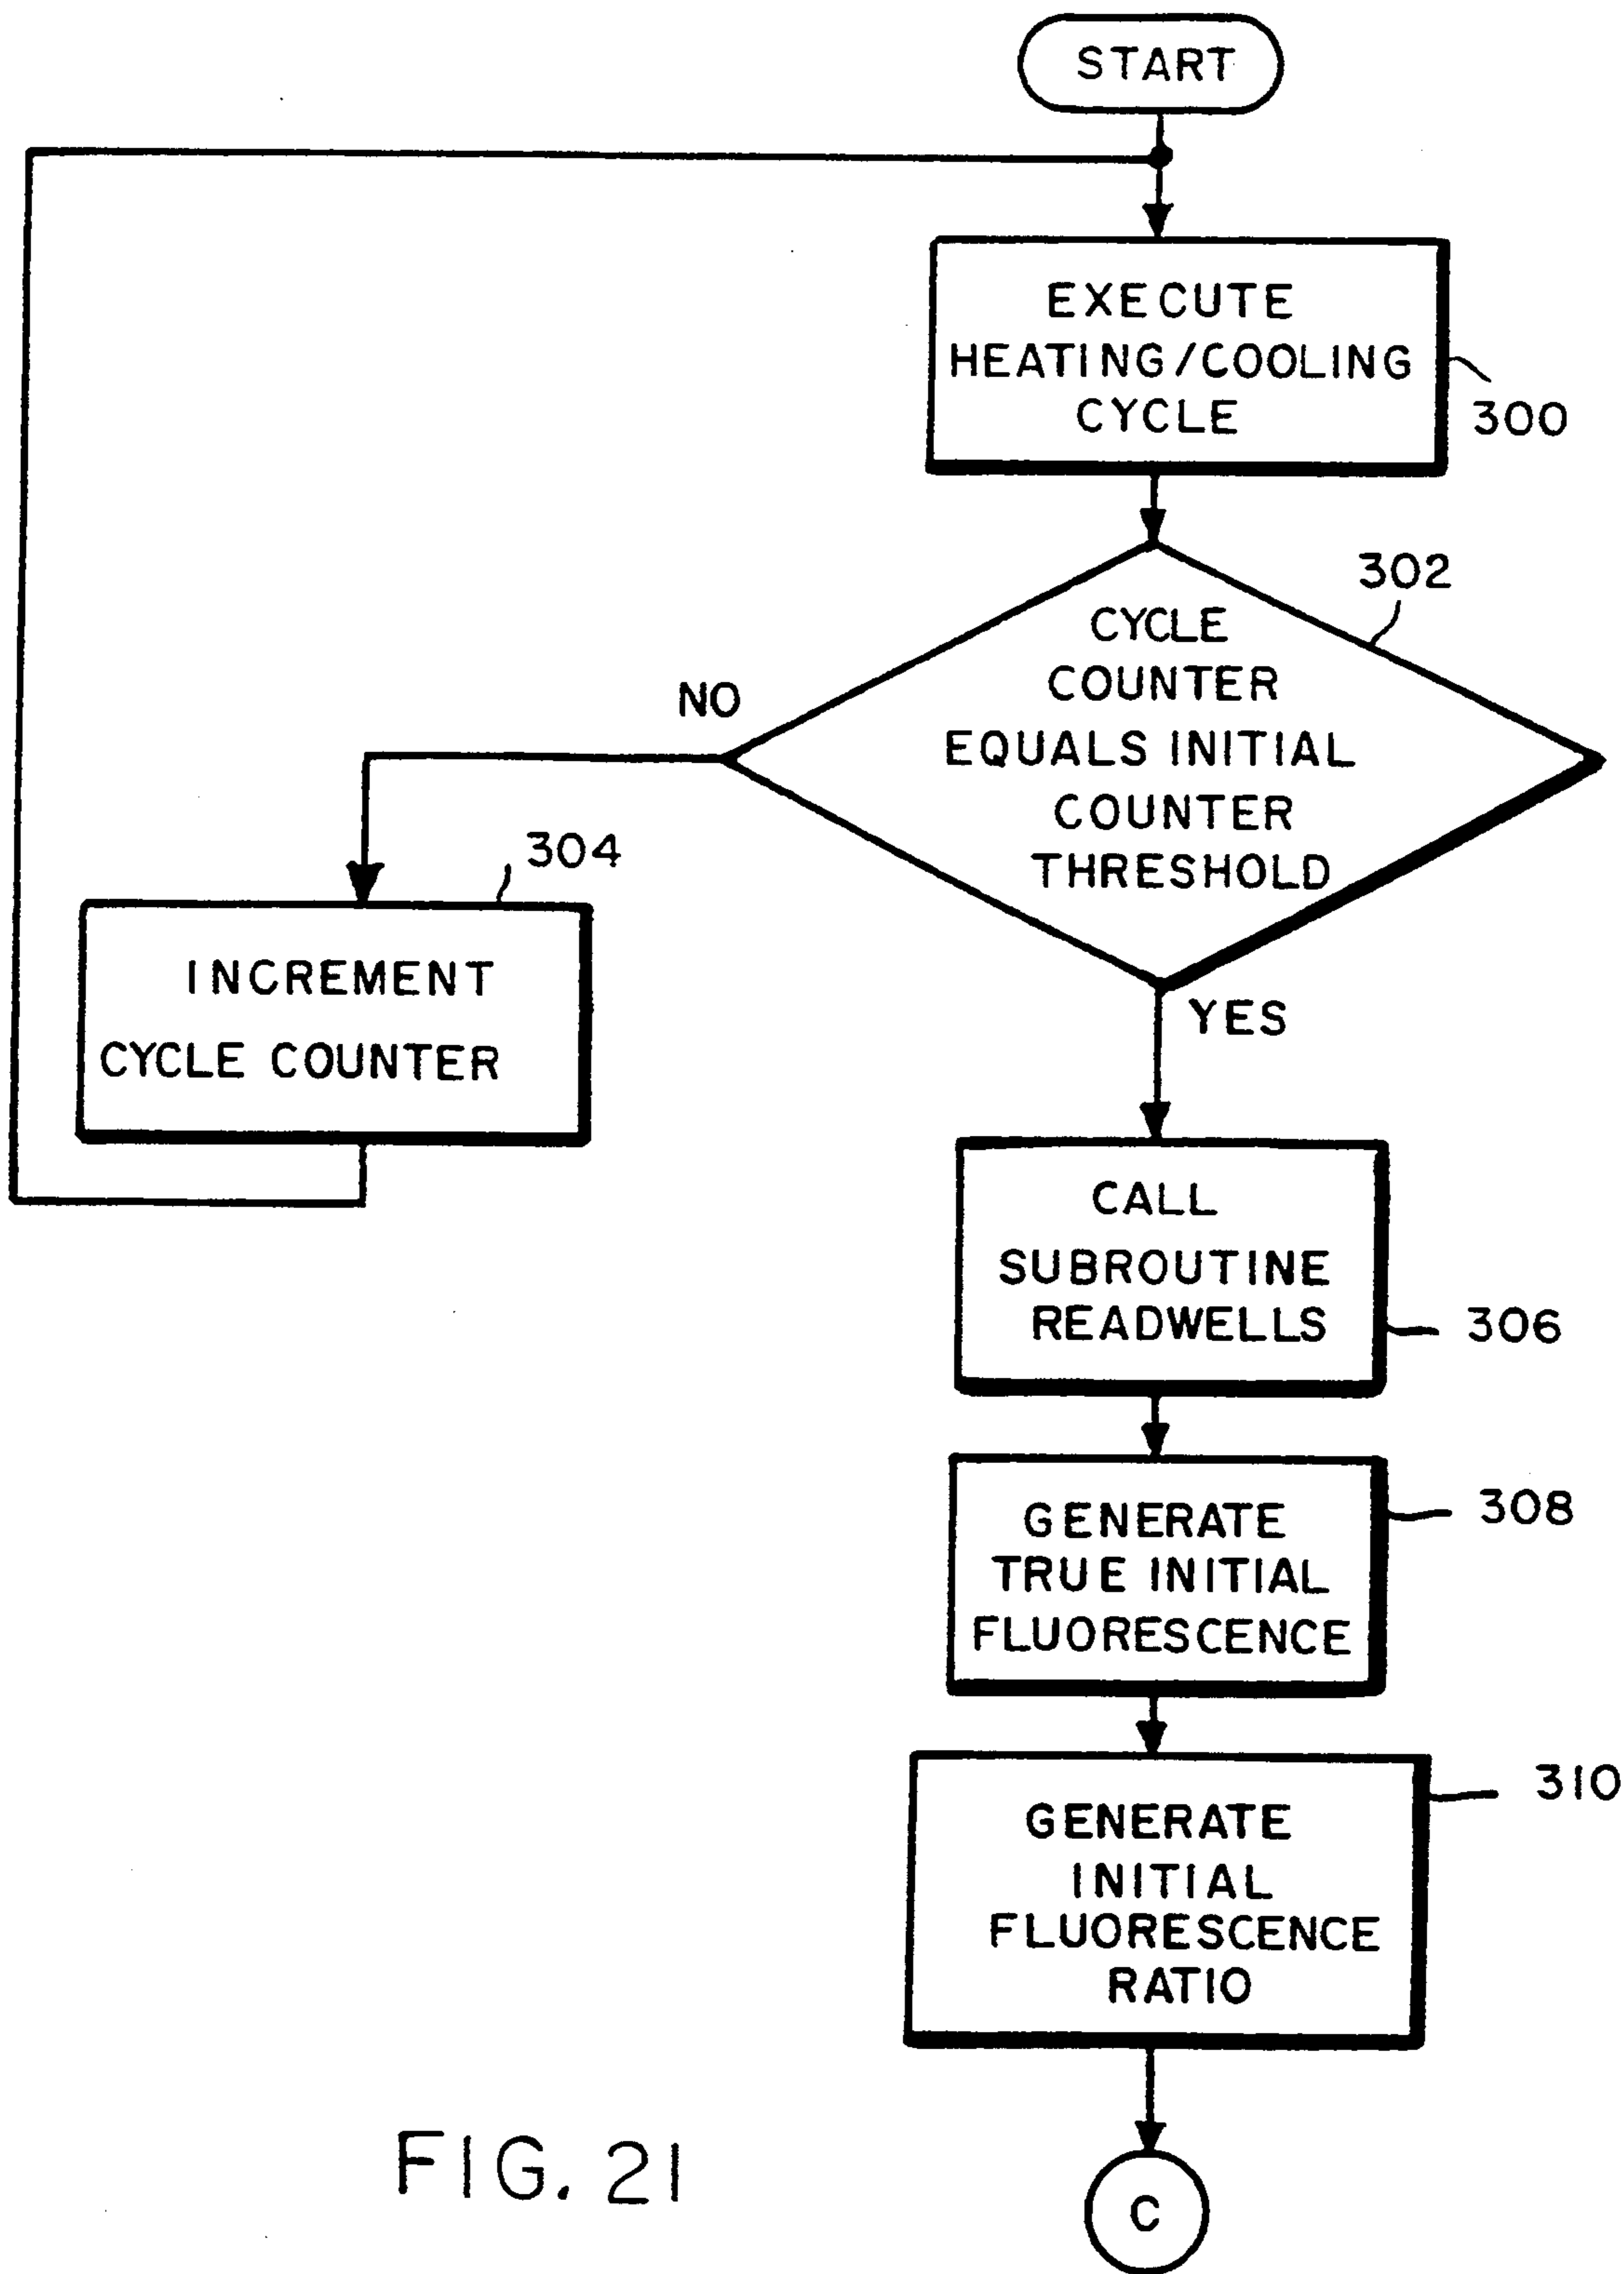 START
EXECUTE
HEATING/COOLING
CYCLE
300
302
CYCLE
COUNTER
EQUALS INITIAL
COUNTER
THRESHOLD
NO
304
INCREMENT
CYCLE COUNTER
YES
CALL
SUBROUTINE
READWELLS
306
GENERATE
TRUE INITIAL
FLUORESCENCE
308
GENERATE
INITIAL
FLUORESCENCE
RATIO
310
C
FIG. 21